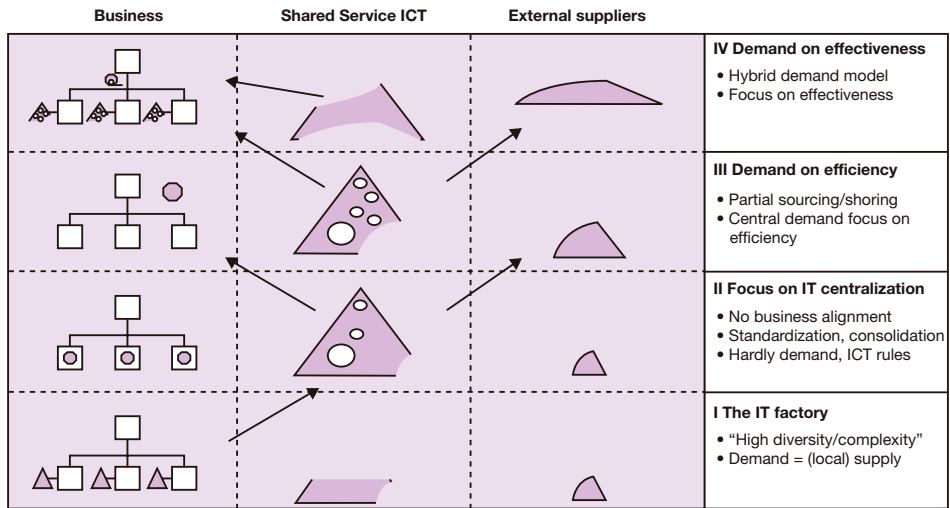 Business
Shared Service ICT
External suppliers
IV Demand on effectiveness
• Hybrid demand model
• Focus on effectiveness
III Demand on efficiency
• Partial sourcing/shoring
• Central demand focus on
efficiency
II Focus on IT centralization
• No business alignment
• Standardization, consolidation
• Hardly demand, ICT rules
I The IT factory
• “High diversity/complexity”
• Demand = (local) supply